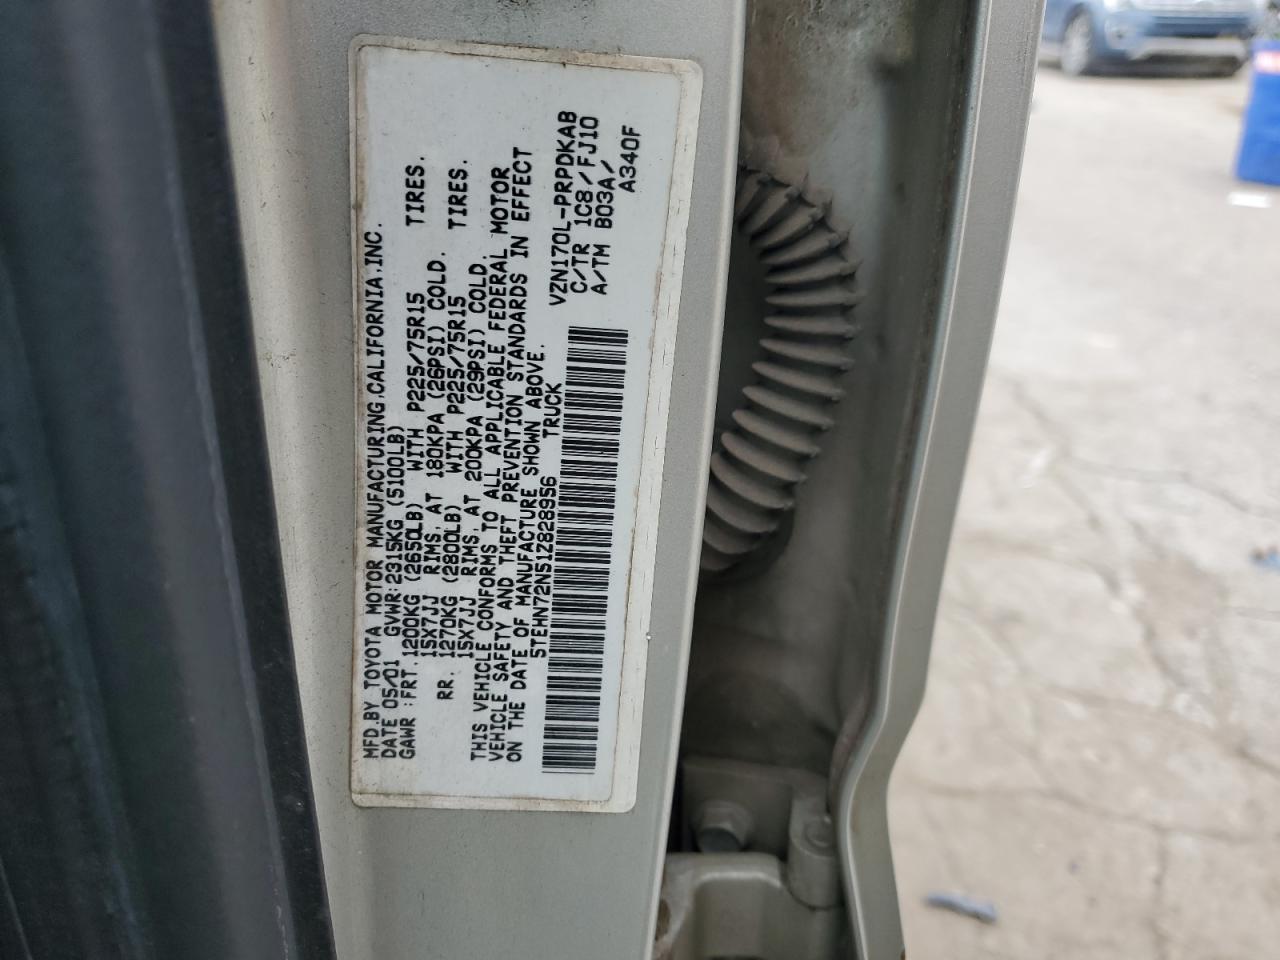 MFD.BY TOYOTA MOTOR MANUFACTURING,CALIFORNIA,INC.
DATE 05/01 GVWR:2315KG (5100LB)
GAWR :FRT.1200KG (2650LB) WITH P225/75R15 TIRES.
15X7JJ RIMS, AT 180KPA (26PSI) COLD.
RR. 1270KG (2800LB) WITH P225/75R15 TIRES.
15X7JJ RIMS, AT 200KPA (29PSI) COLD.
THIS VEHICLE CONFORMS TO ALL APPLICABLE FEDERAL MOTOR
VEHICLE SAFETY AND THEFT PREVENTION STANDARDS IN EFFECT
ON THE DATE OF MANUFACTURE SHOWN ABOVE.
5TEHN72N51Z828956 TRUCK
VZN170L-PRPDKAB
C/TR 1C8/FJ10
A/TM B03A/
A340F